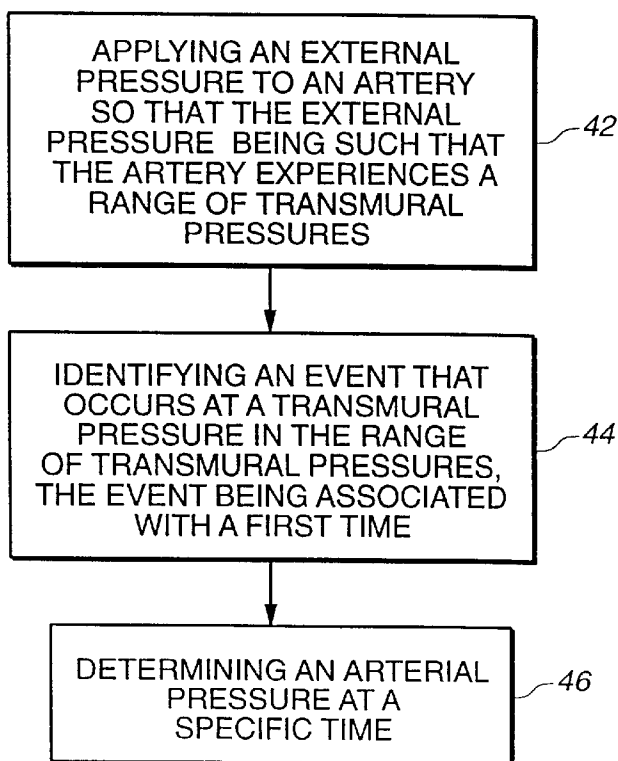 APPLYING AN EXTERNAL
PRESSURE TO AN ARTERY
SO THAT THE EXTERNAL
PRESSURE BEING SUCH THAT
THE ARTERY EXPERIENCES A
RANGE OF TRANSMURAL
PRESSURES
42
IDENTIFYING AN EVENT THAT
OCCURS AT A TRANSMURAL
PRESSURE IN THE RANGE
OF TRANSMURAL PRESSURES,
THE EVENT BEING ASSOCIATED
WITH A FIRST TIME
44
DETERMINING AN ARTERIAL
PRESSURE AT A
SPECIFIC TIME
46